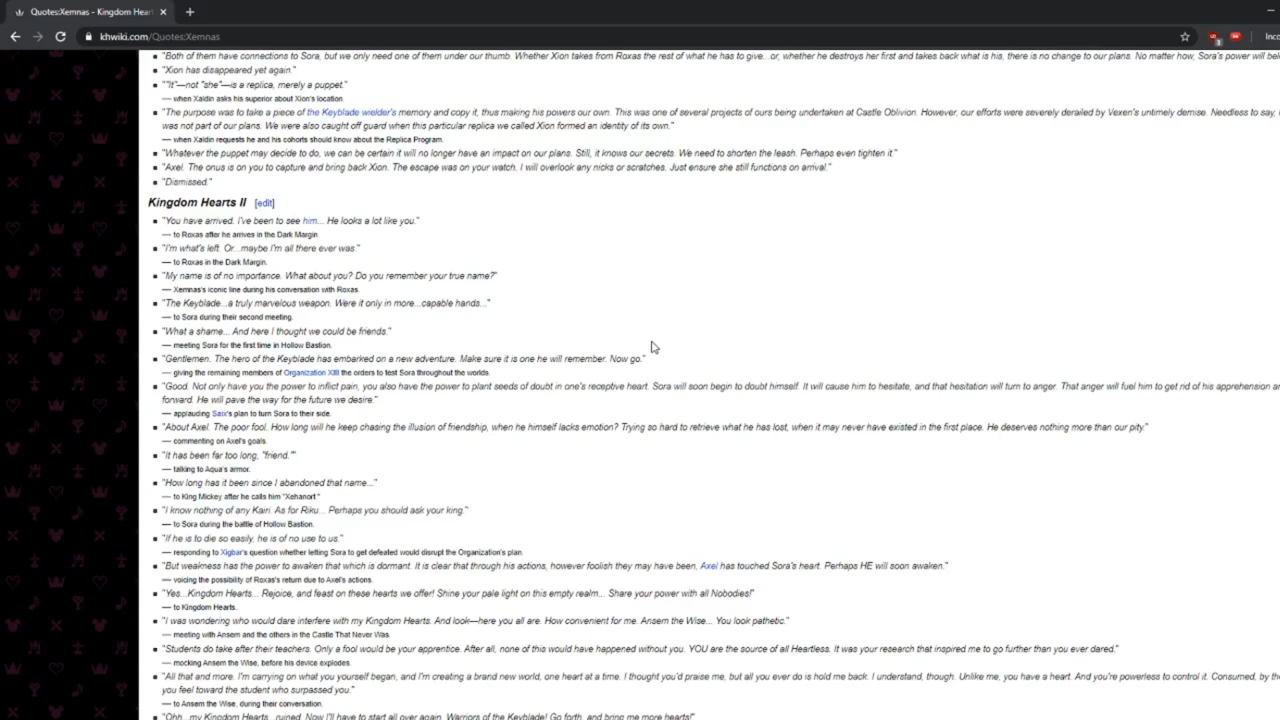 Quotes:Xemnas - Kingdom Heart
khwiki.com/Quotes:Xemnas
"Both of them have connections to Sora, but we only need one of them under our thumb. Whether Xion takes from Roxas the rest of what he has to give...or, whether he destroys her first and takes back what is his, there is no change to our plans. No matter how, Sora's power will
"Xion has disappeared yet again."
""It"—not "she"—is a replica, merely a puppet."
— when Xaldin asks his superior about Xion's location.
"The purpose was to take a piece of the Keyblade wielder's memory and copy it, thus making his powers our own. This was one of several projects of ours being undertaken at Castle Oblivion. However, our efforts were severely derailed by Vexen's untimely demise. Needless to say,
was not part of our plans. We were also caught off guard when this particular replica we called Xion formed an identity of its own."
— when Xaldin requests he and his cohorts should know about the Replica Program.
"Whatever the puppet may decide to do, we can be certain it will no longer have an impact on our plans. Still, it knows our secrets. We need to shorten the leash. Perhaps even tighten it."
"Axel. The onus is on you to capture and bring back Xion. The escape was on your watch. I will overlook any nicks or scratches. Just ensure she still functions on arrival."
"Dismissed."
Kingdom Hearts II [edit]
"You have arrived. I've been to see him... He looks a lot like you."
— to Roxas after he arrives in the Dark Margin.
"I'm what's left. Or...maybe I'm all there ever was."
— to Roxas in the Dark Margin.
"My name is of no importance. What about you? Do you remember your true name?"
— Xemnas's iconic line during his conversation with Roxas.
"The Keyblade...a truly marvelous weapon. Were it only in more...capable hands..."
— to Sora during their second meeting.
"What a shame... And here I thought we could be friends."
— meeting Sora for the first time in Hollow Bastion.
"Gentlemen. The hero of the Keyblade has embarked on a new adventure. Make sure it is one he will remember. Now go."
— giving the remaining members of Organization XIII the orders to test Sora throughout the worlds.
"Good. Not only have you the power to inflict pain, you also have the power to plant seeds of doubt in one's receptive heart. Sora will soon begin to doubt himself. It will cause him to hesitate, and that hesitation will turn to anger. That anger will fuel him to get rid of his apprehension
forward. He will pave the way for the future we desire."
— applauding Saïx's plan to turn Sora to their side.
"About Axel. The poor fool. How long will he keep chasing the illusion of friendship, when he himself lacks emotion? Trying so hard to retrieve what he has lost, when it may never have existed in the first place. He deserves nothing more than our pity."
— commenting on Axel's goals.
"It has been far too long, "friend.""
— talking to Aqua's armor.
"How long has it been since I abandoned that name..."
— to King Mickey after he calls him "Xehanort."
"I know nothing of any Kairi. As for Riku... Perhaps you should ask your king."
— to Sora during the battle of Hollow Bastion.
"If he is to die so easily, he is of no use to us."
— responding to Xigbar's question whether letting Sora to get defeated would disrupt the Organization's plan.
"But weakness has the power to awaken that which is dormant. It is clear that through his actions, however foolish they may have been, Axel has touched Sora's heart. Perhaps HE will soon awaken."
— voicing the possibility of Roxas's return due to Axel's actions.
"Yes...Kingdom Hearts... Rejoice, and feast on these hearts we offer! Shine your pale light on this empty realm... Share your power with all Nobodies!"
— to Kingdom Hearts.
"I was wondering who would dare interfere with my Kingdom Hearts. And look—here you all are. How convenient for me. Ansem the Wise... You look pathetic."
— meeting with Ansem and the others in the Castle That Never Was.
"Students do take after their teachers. Only a fool would be your apprentice. After all, none of this would have happened without you. YOU are the source of all Heartless. It was your research that inspired me to go further than you ever dared."
— mocking Ansem the Wise, before his device explodes.
"All that and more. I'm carrying on what you yourself began, and I'm creating a brand new world, one heart at a time. I thought you'd praise me, but all you ever do is hold me back. I understand, though. Unlike me, you have a heart. And you're powerless to control it. Consumed, by
you feel toward the student who surpassed you."
— to Ansem the Wise, during their conversation.
"Ohh...my Kingdom Hearts...ruined. Now I'll have to start all over again. Warriors of the Keyblade! Go forth, and bring me more hearts!"